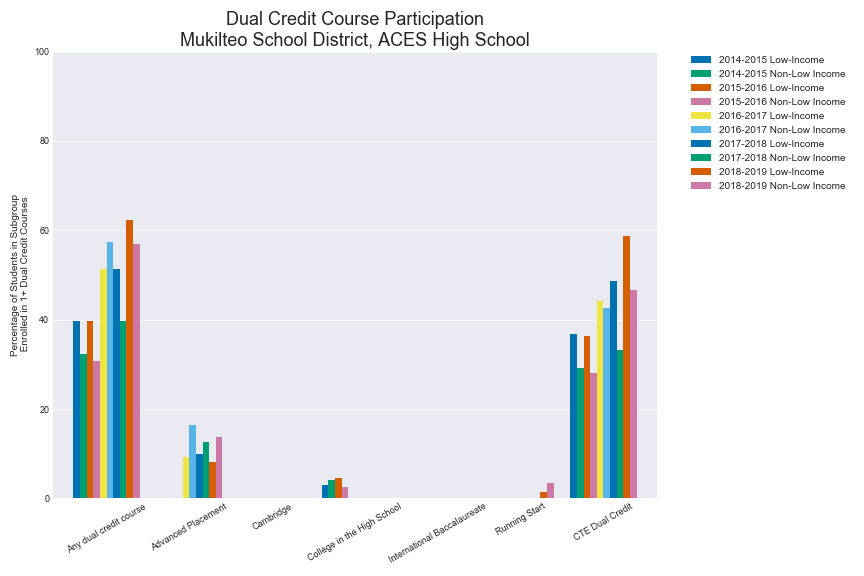 Dual Credit Course Participation
Mukilteo School District, ACES High School
100
80
60
40
20
0
Percentage of Students in Subgroup
Enrolled in 1+ Dual Credit Courses
Any dual credit course
Advanced Placement
Cambridge
College in the High School
International Baccalaureate
Running Start
CTE Dual Credit
2014-2015 Low-Income
2014-2015 Non-Low Income
2015-2016 Low-Income
2015-2016 Non-Low Income
2016-2017 Low-Income
2016-2017 Non-Low Income
2017-2018 Low-Income
2017-2018 Non-Low Income
2018-2019 Low-Income
2018-2019 Non-Low Income